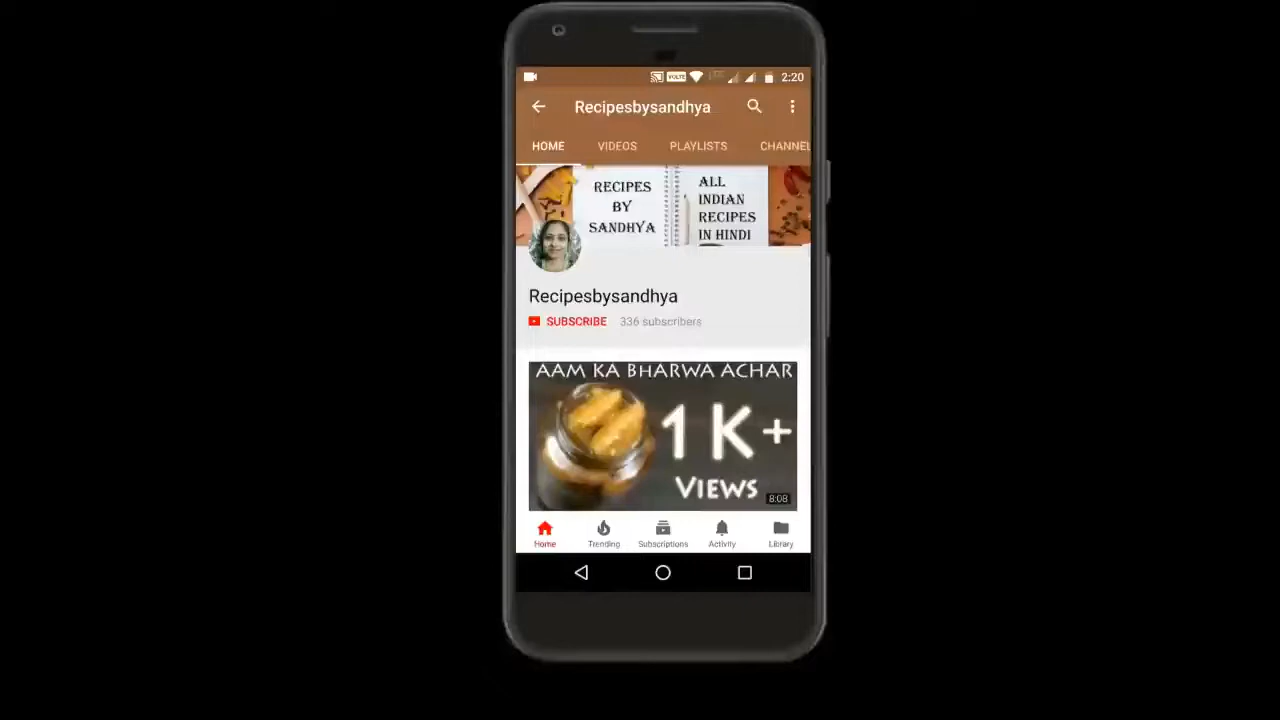 VOLTE 2:20
Recipesbysandhya
HOME VIDEOS PLAYLISTS CHANNEL
RECIPES
BY
SANDHYA
ALL
INDIAN
RECIPES
IN HINDI
Recipesbysandhya
SUBSCRIBE 336 subscribers
AAM KA BHARWA ACHAR
1K+
VIEWS
8:08
Home Trending Subscriptions Activity Library